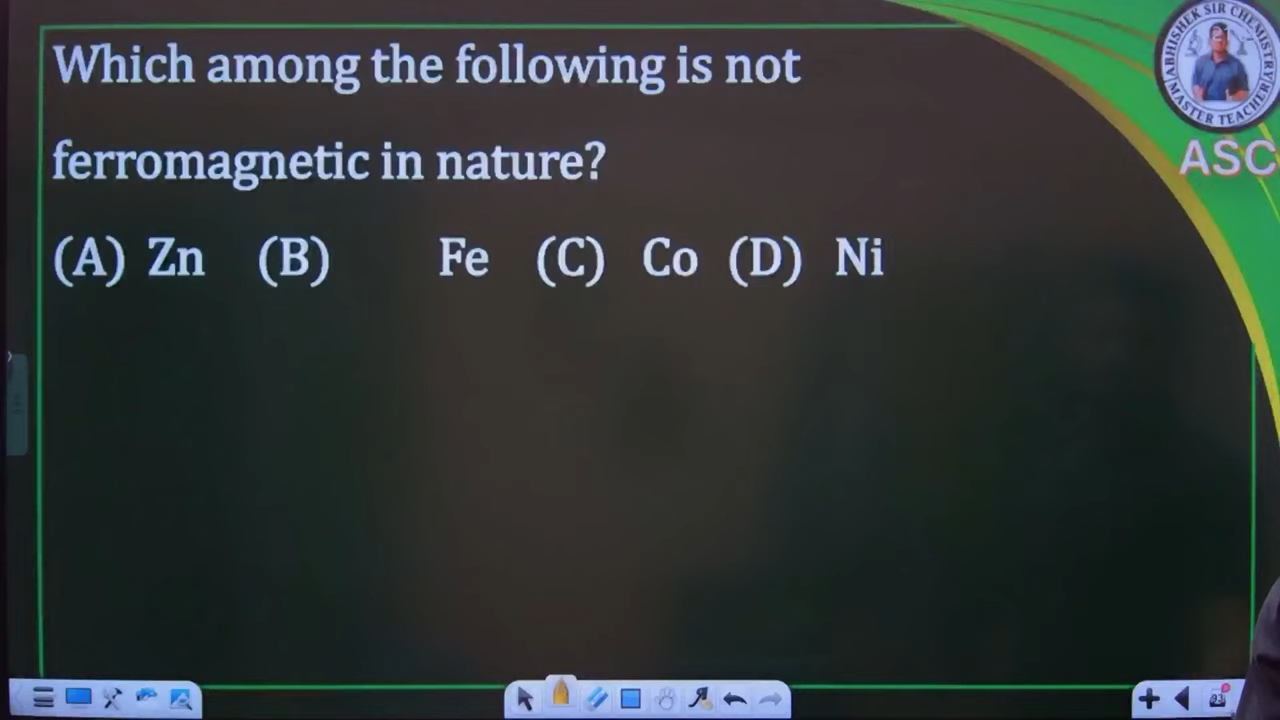 Which among the following is not
ferromagnetic in nature?
(A) Zn (B) Fe (C) Co (D) Ni
ABHISHEK SIR CHEMISTRY
MASTER TEACHER
ASC
93